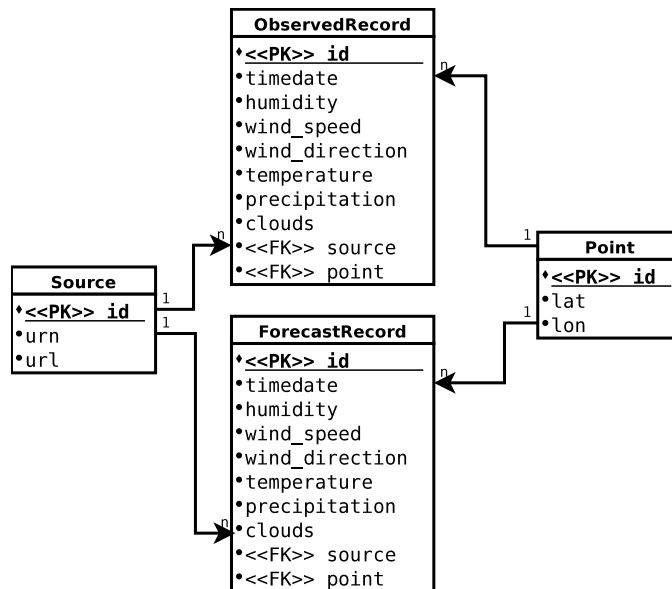 ObservedRecord
<<PK>> id
timedate
humidity
wind_speed
wind_direction
temperature
precipitation
clouds
<<FK>> source
<<FK>> point
n
n
Source
<<PK>> id
urn
url
1
1
Point
<<PK>> id
lat
lon
1
1
ForecastRecord
<<PK>> id
timedate
humidity
wind_speed
wind_direction
temperature
precipitation
clouds
<<FK>> source
<<FK>> point
n
n